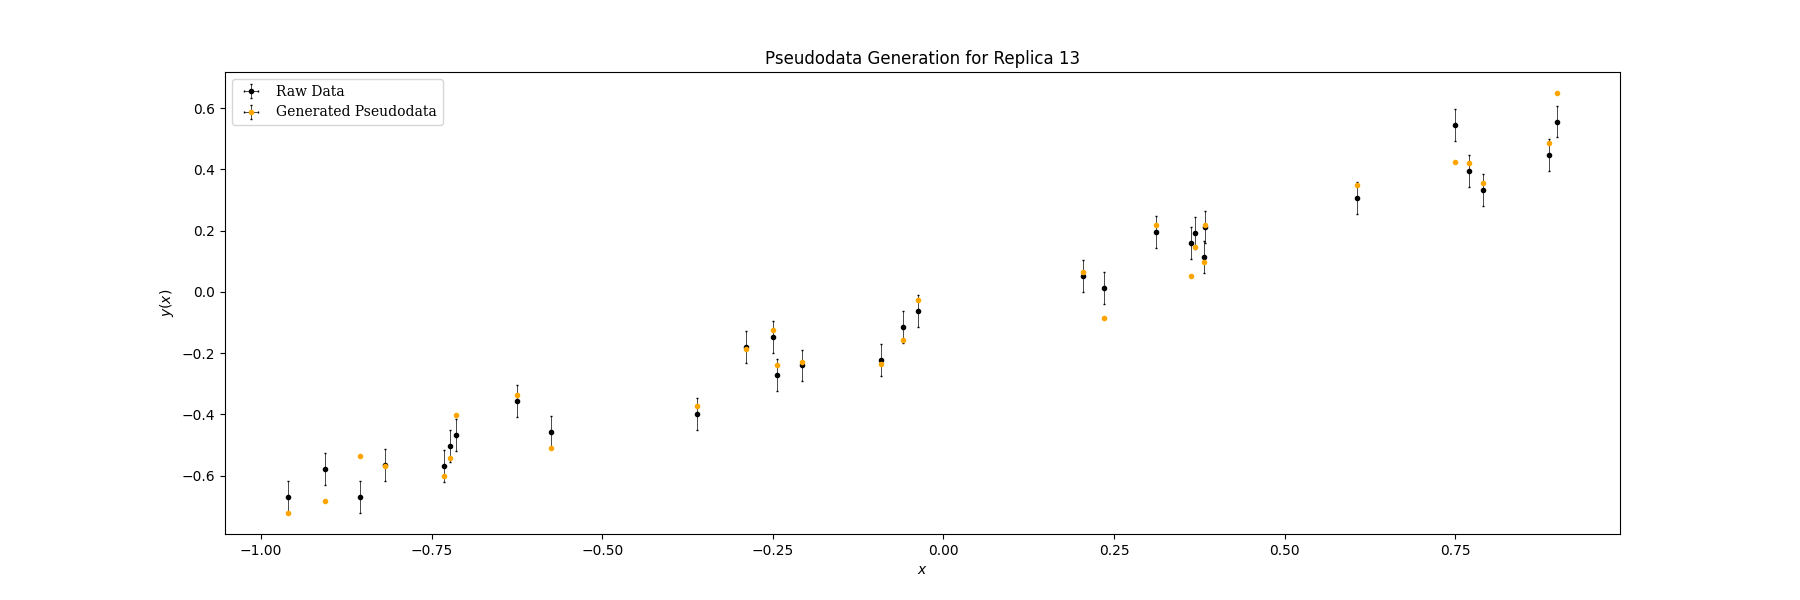 Pseudodata Generation for Replica 13
Raw Data
Generated Pseudodata
0.6
0.4
0.2
0.0
−0.2
−0.4
−0.6
y(x)
−1.00 −0.75 −0.50 −0.25 0.00 0.25 0.50 0.75
x